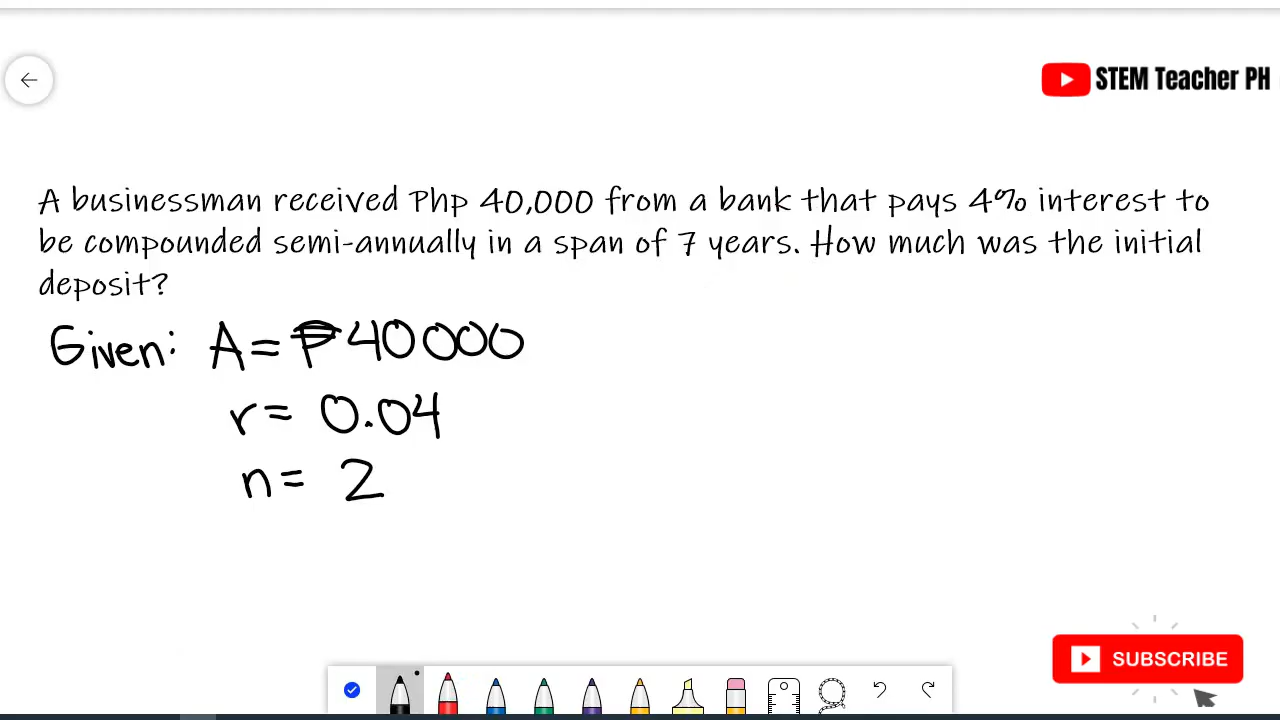 STEM Teacher PH
A businessman received Php 40,000 from a bank that pays 4% interest to
be compounded semi-annually in a span of 7 years. How much was the initial
deposit?
Given: A = ₱40000
r = 0.04
n = 2
SUBSCRIBE